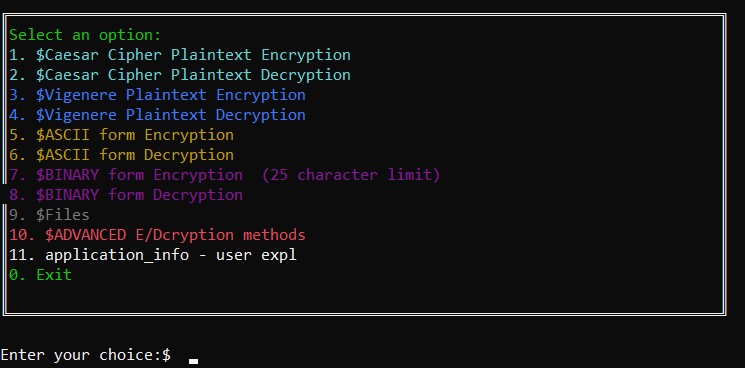 Select an option:
1. $Caesar Cipher Plaintext Encryption
2. $Caesar Cipher Plaintext Decryption
3. $Vigenere Plaintext Encryption
4. $Vigenere Plaintext Decryption
5. $ASCII form Encryption
6. $ASCII form Decryption
7. $BINARY form Encryption  (25 character limit)
8. $BINARY form Decryption
9. $Files
10. $ADVANCED E/Dcryption methods
11. application_info - user expl
0. Exit
Enter your choice:$